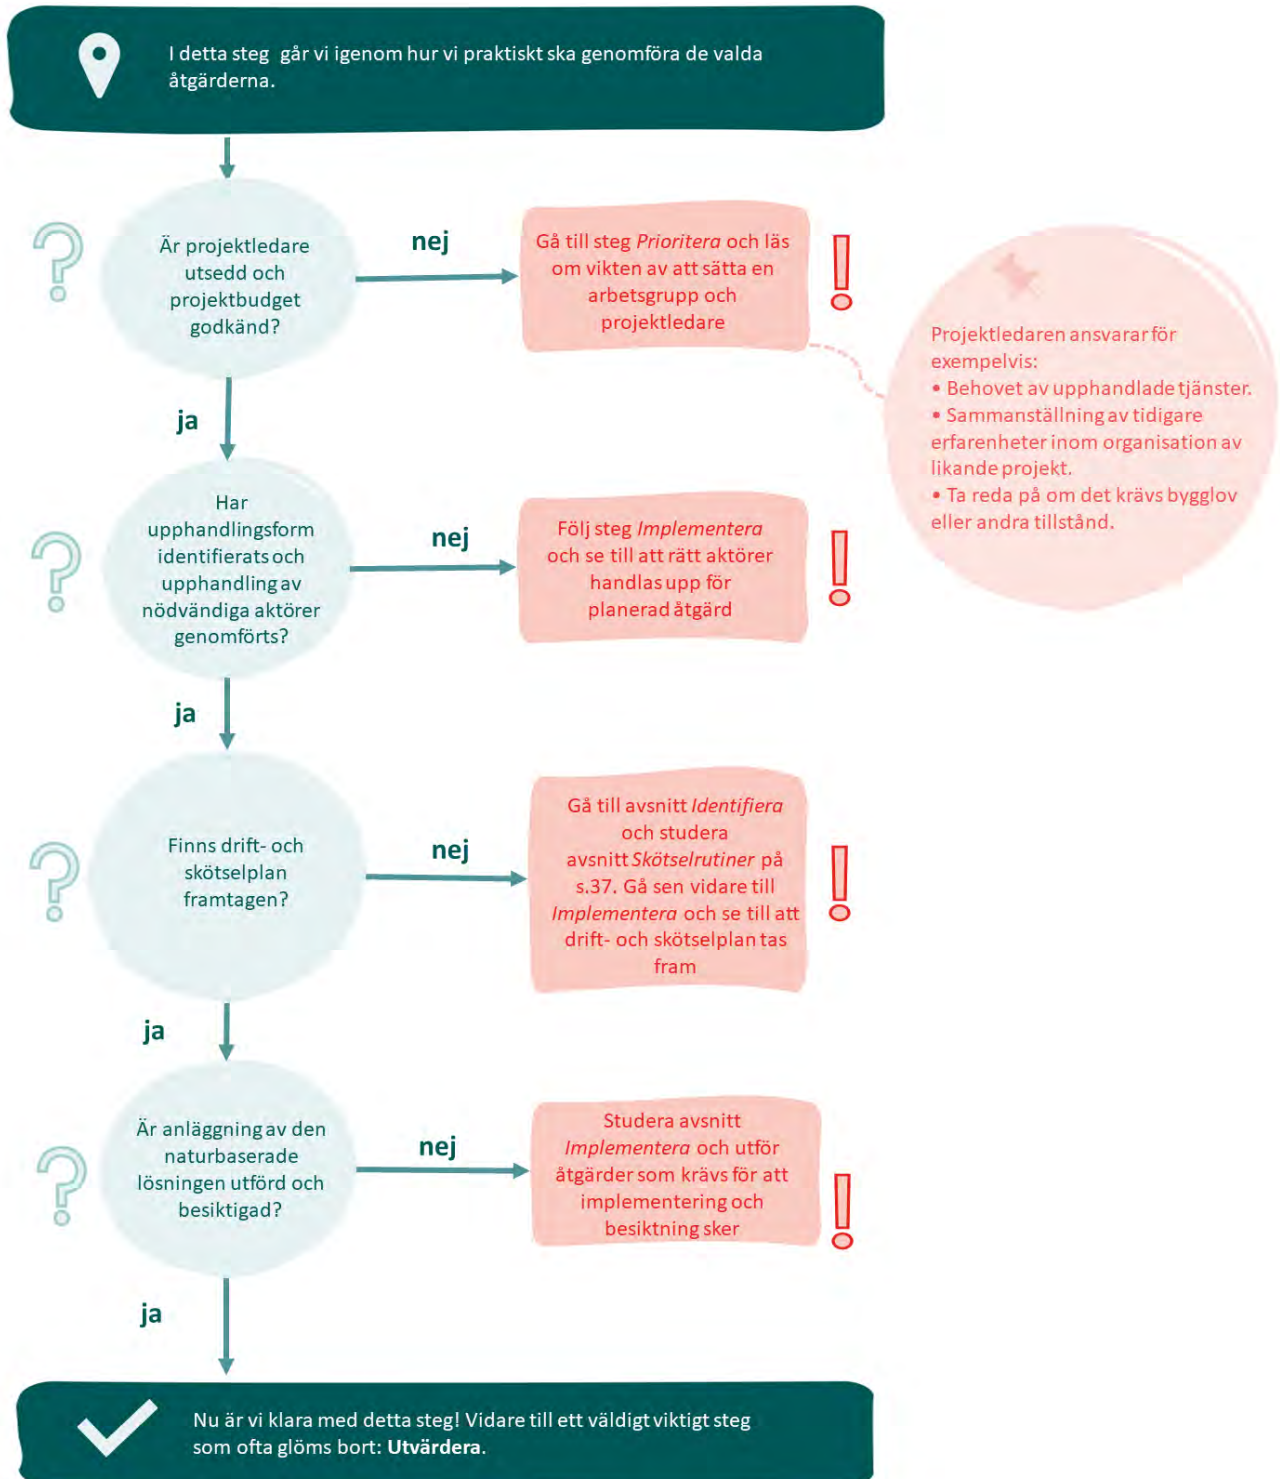 I detta steg går vi igenom hur vi praktiskt ska genomföra de valda
åtgärderna.
Är projektledare
utsedd och
projektbudget
godkänd?
nej
Gå till steg Prioritera och läs
om vikten av att sätta en
arbetsgrupp och
projektledare
Projektledaren ansvarar för
exempelvis:
• Behovet av upphandlade tjänster.
• Sammanställning av tidigare
erfarenheter inom organisation av
likande projekt.
• Ta reda på om det krävs bygglov
eller andra tillstånd.
ja
Har
upphandlingsform
identifierats och
upphandling av
nödvändiga aktörer
genomförts?
nej
Följ steg Implementera
och se till att rätt aktörer
handlas upp för
planerad åtgärd
ja
Finns drift- och
skötselplan
framtagen?
nej
Gå till avsnitt Identifiera
och studera
avsnitt Skötselrutiner på
s.37. Gå sen vidare till
Implementera och se till att
drift- och skötselplan tas
fram
ja
Är anläggning av den
naturbaserade
lösningen utförd och
besiktigad?
nej
Studera avsnitt
Implementera och utför
åtgärder som krävs för att
implementering och
besiktning sker
ja
Nu är vi klara med detta steg! Vidare till ett väldigt viktigt steg
som ofta glöms bort: Utvärdera.